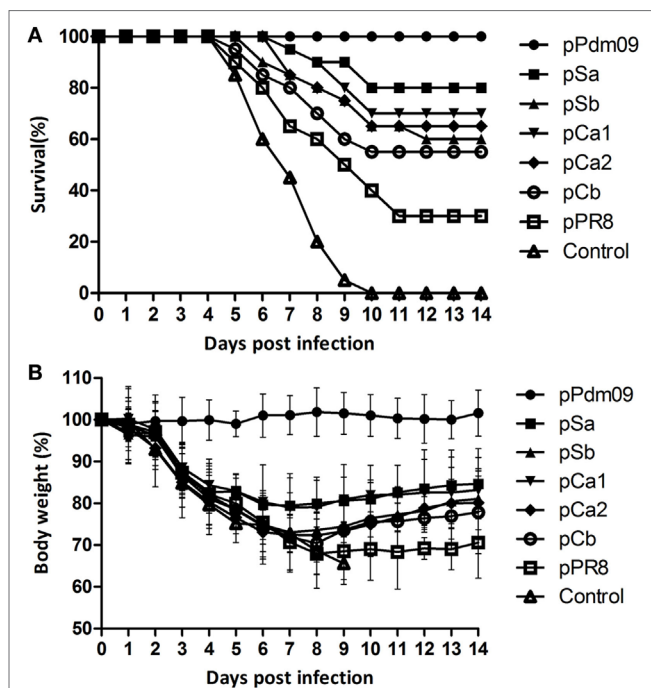 A
100
80
60
40
20
0
Survival(%)
0 1 2 3 4 5 6 7 8 9 10 11 12 13 14
Days post infection
pPdm09
pSa
pSb
pCa1
pCa2
pCb
pPR8
Control
B
110
100
90
80
70
60
50
Body weight (%)
0 1 2 3 4 5 6 7 8 9 10 11 12 13 14
Days post infection
pPdm09
pSa
pSb
pCa1
pCa2
pCb
pPR8
Control